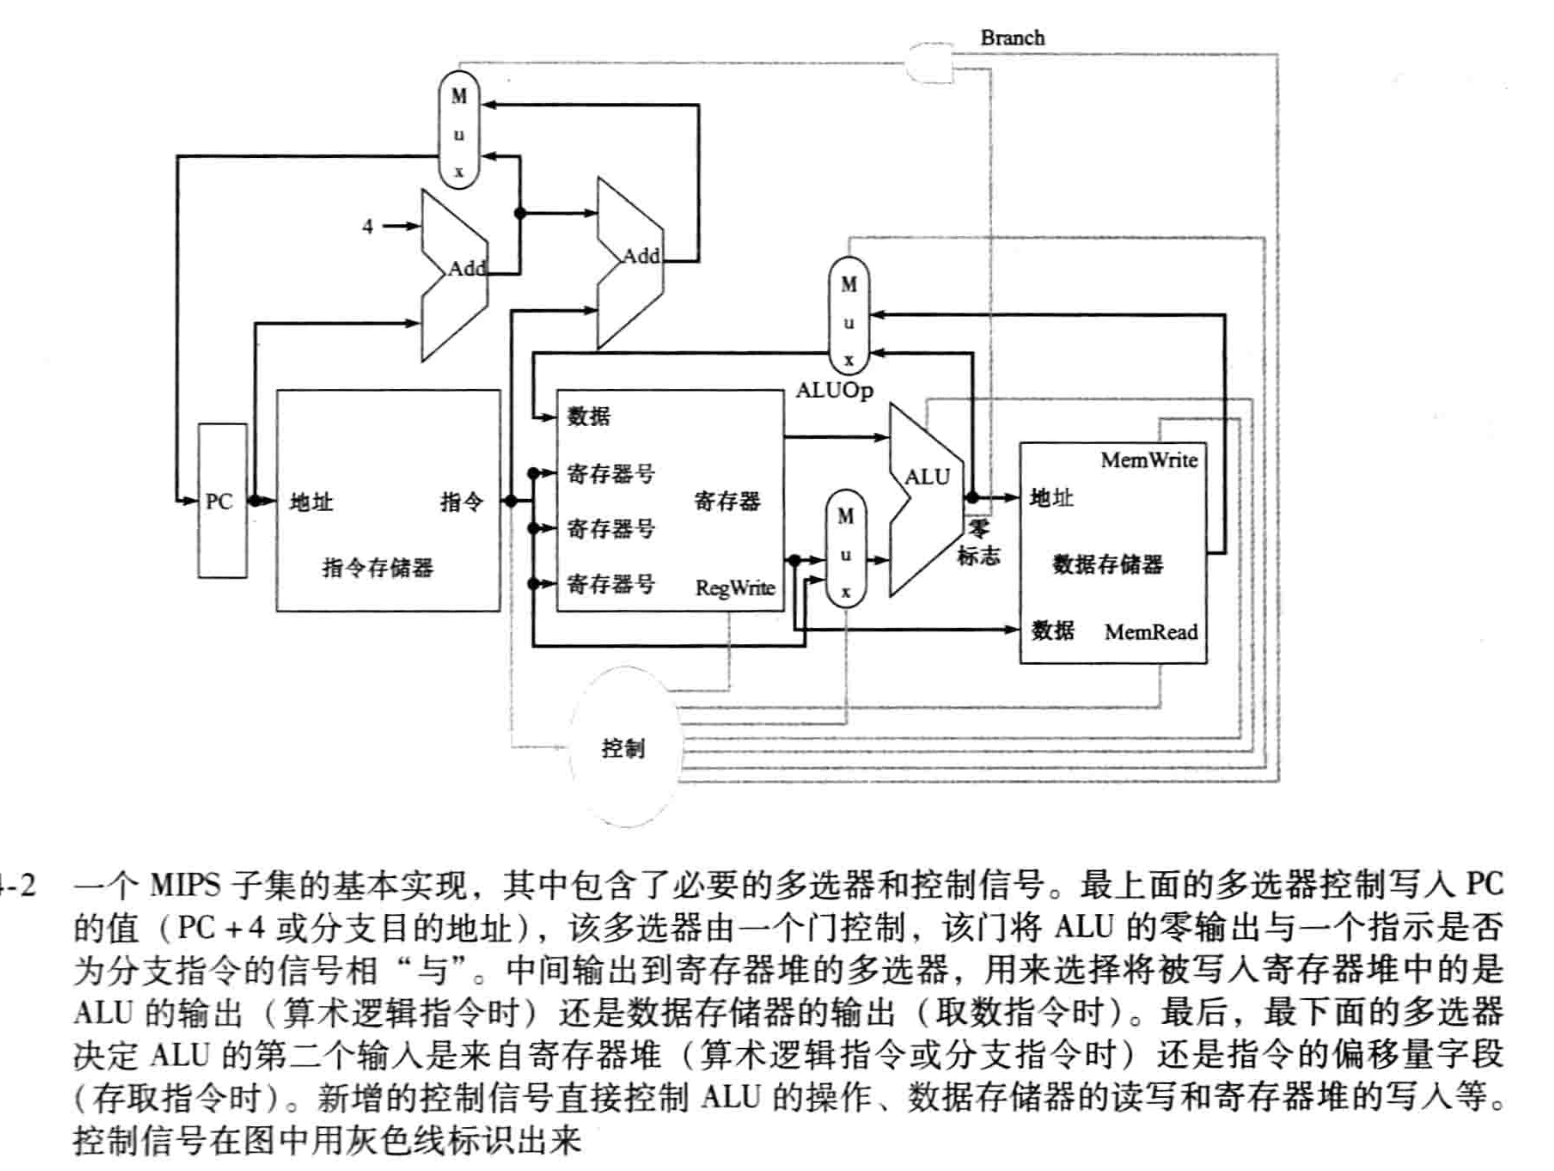 Branch
M
u
x
4
Add
Add
M
u
x
ALUOp
数据
寄存器号
寄存器号
寄存器号
寄存器
RegWrite
PC
地址
指令
指令存储器
M
u
x
ALU
零
标志
MemWrite
地址
数据存储器
数据
MemRead
控制
4-2 一个 MIPS 子集的基本实现，其中包含了必要的多选器和控制信号。最上面的多选器控制写入 PC
的值（PC +4 或分支目的地址），该多选器由一个门控制，该门将 ALU 的零输出与一个指示是否
为分支指令的信号相“与”。中间输出到寄存器堆的多选器，用来选择将被写入寄存器堆中的是
ALU 的输出（算术逻辑指令时）还是数据存储器的输出（取数指令时）。最后，最下面的多选器
决定 ALU 的第二个输入是来自寄存器堆（算术逻辑指令或分支指令时）还是指令的偏移量字段
（存取指令时）。新增的控制信号直接控制 ALU 的操作、数据存储器的读写和寄存器堆的写入等。
控制信号在图中用灰色线标识出来